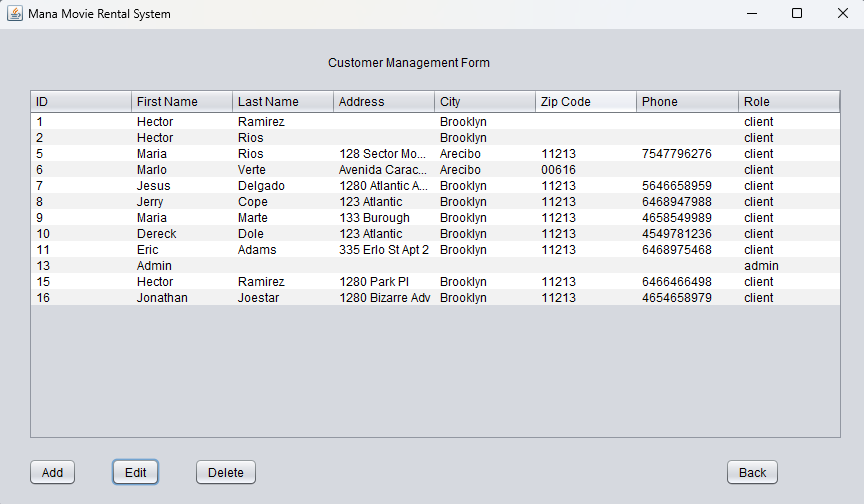 Mana Movie Rental System
Customer Management Form
ID First Name Last Name Address City Zip Code Phone Role
1 Hector Ramirez Brooklyn client
2 Hector Rios Brooklyn client
5 Maria Rios 128 Sector Mo... Arecibo 11213 7547796276 client
6 Marlo Verte Avenida Carac... Arecibo 00616 client
7 Jesus Delgado 1280 Atlantic A... Brooklyn 11213 5646658959 client
8 Jerry Cope 123 Atlantic Brooklyn 11213 6468947988 client
9 Maria Marte 133 Burough Brooklyn 11213 4658549989 client
10 Dereck Dole 123 Atlantic Brooklyn 11213 4549781236 client
11 Eric Adams 335 Erlo St Apt 2 Brooklyn 11213 6468975468 client
13 Admin admin
15 Hector Ramirez 1280 Park Pl Brooklyn 11213 6466466498 client
16 Jonathan Joestar 1280 Bizarre Adv Brooklyn 11213 4654658979 client
Add Edit Delete Back